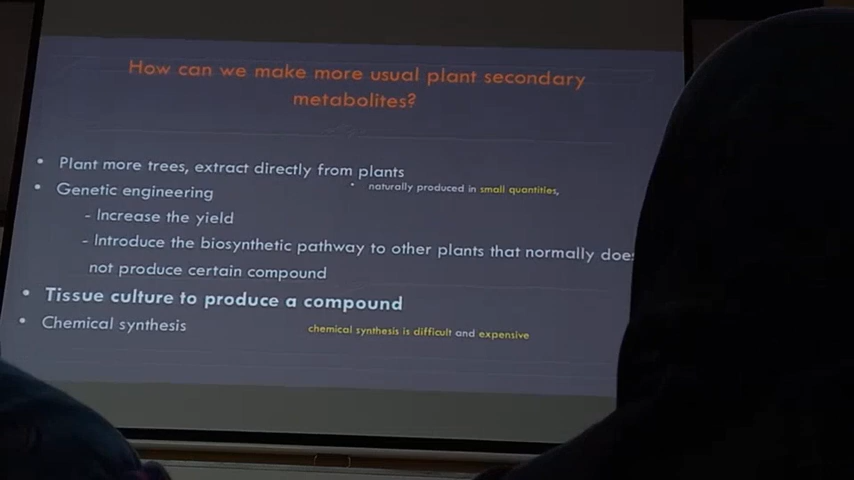 How can we make more usual plant secondary
metabolites?
• Plant more trees, extract directly from plants
• naturally produced in small quantities,
• Genetic engineering
- Increase the yield
- Introduce the biosynthetic pathway to other plants that normally
not produce certain compound
• Tissue culture to produce a compound
• Chemical synthesis
chemical synthesis is difficult and expensive